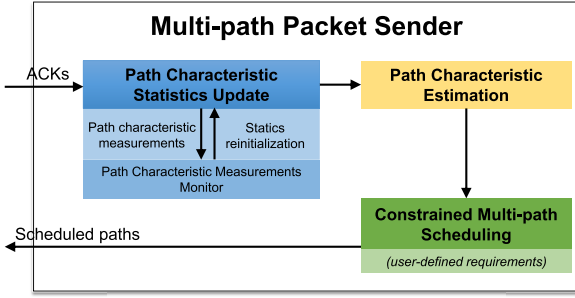 Multi-path Packet Sender
ACKs
Path Characteristic
Statistics Update
Path Characteristic
Estimation
Path characteristic
measurements
Statics
reinitialization
Path Characteristic Measurements
Monitor
Constrained Multi-path
Scheduling
(user-defined requirements)
Scheduled paths